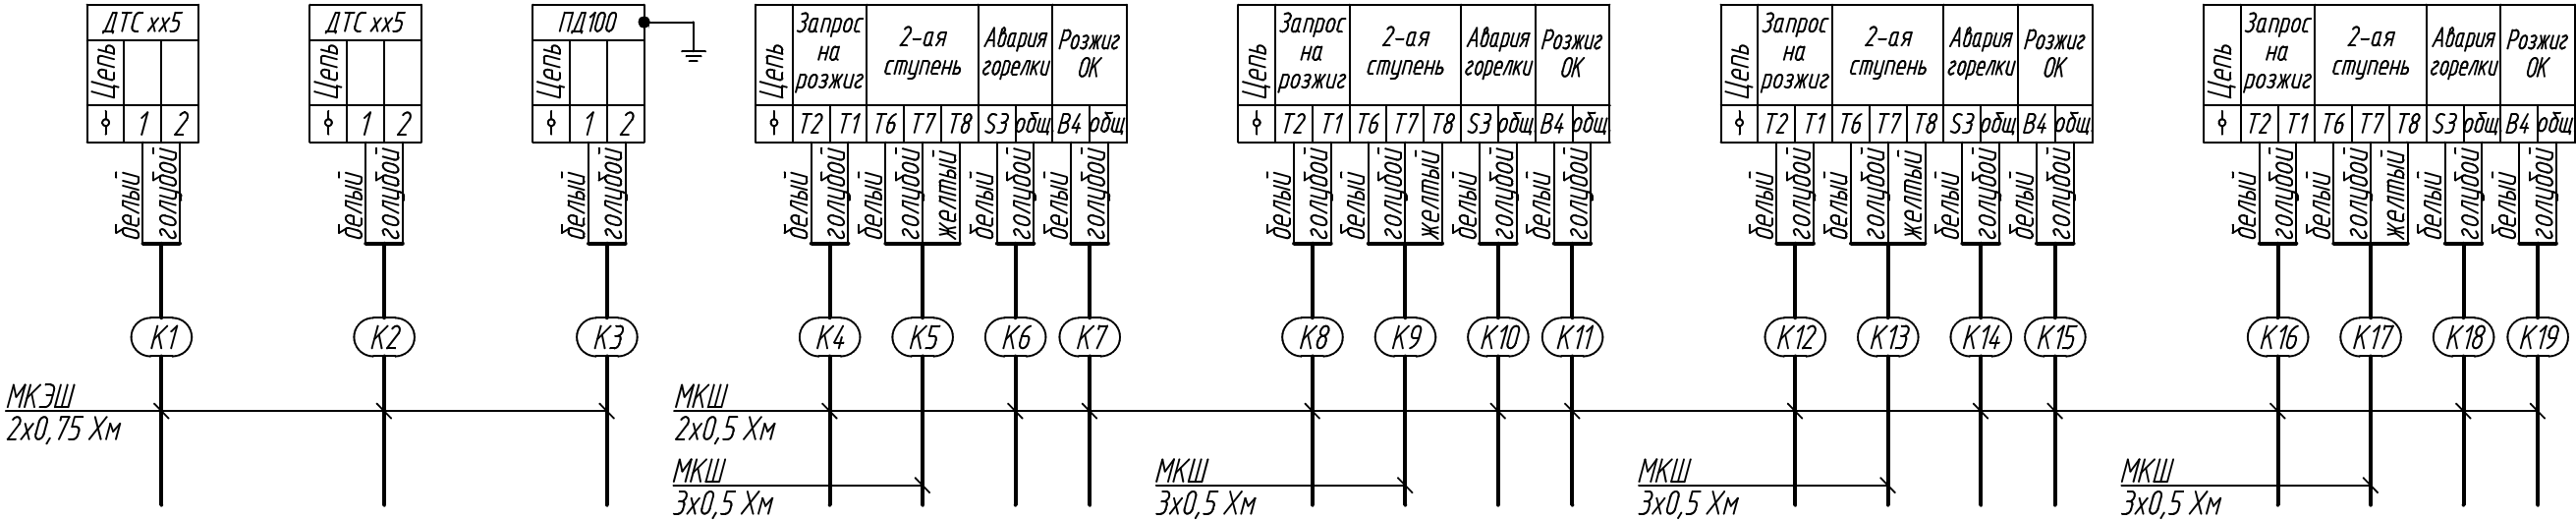 ДТС хх5
Цепь
1 2
белый
голубой
К1
ДТС хх5
Цепь
1 2
белый
голубой
К2
ПД100
Цепь
1 2
белый
голубой
К3
МКЭШ
2х0,75 Хм
Цепь
Запрос
на
розжиг
2-ая
ступень
Авария
горелки
Розжиг
ОК
Т2 Т1 Т6 Т7 Т8 S3 общ. В4 общ.
белый
голубой
белый
голубой
желтый
белый
голубой
белый
голубой
К4 К5 К6 К7
МКШ
2х0,5 Хм
МКШ
3х0,5 Хм
Цепь
Запрос
на
розжиг
2-ая
ступень
Авария
горелки
Розжиг
ОК
Т2 Т1 Т6 Т7 Т8 S3 общ. В4 общ.
белый
голубой
белый
голубой
желтый
белый
голубой
белый
голубой
К8 К9 К10 К11
МКШ
3х0,5 Хм
Цепь
Запрос
на
розжиг
2-ая
ступень
Авария
горелки
Розжиг
ОК
Т2 Т1 Т6 Т7 Т8 S3 общ. В4 общ.
белый
голубой
белый
голубой
желтый
белый
голубой
белый
голубой
К12 К13 К14 К15
МКШ
3х0,5 Хм
Цепь
Запрос
на
розжиг
2-ая
ступень
Авария
горелки
Розжиг
ОК
Т2 Т1 Т6 Т7 Т8 S3 общ. В4 общ.
белый
голубой
белый
голубой
желтый
белый
голубой
белый
голубой
К16 К17 К18 К19
МКШ
3х0,5 Хм